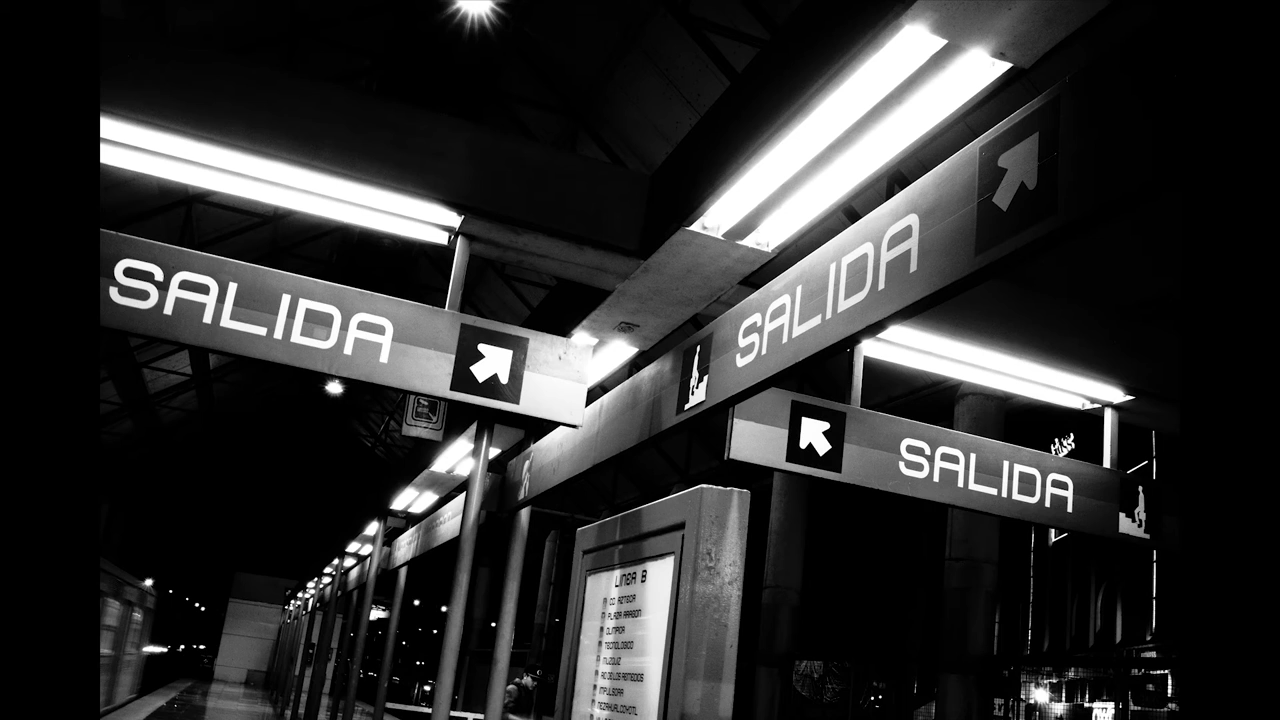 SALIDA
SALIDA
SALIDA
LINEA B
CD. AZTECA
PLAZA ARAGON
OLIMPICA
TECNOLOGICO
MUZQUIZ
RIO DE LOS REMEDIOS
IMPULSORA
NEZAHUALCOYOTL